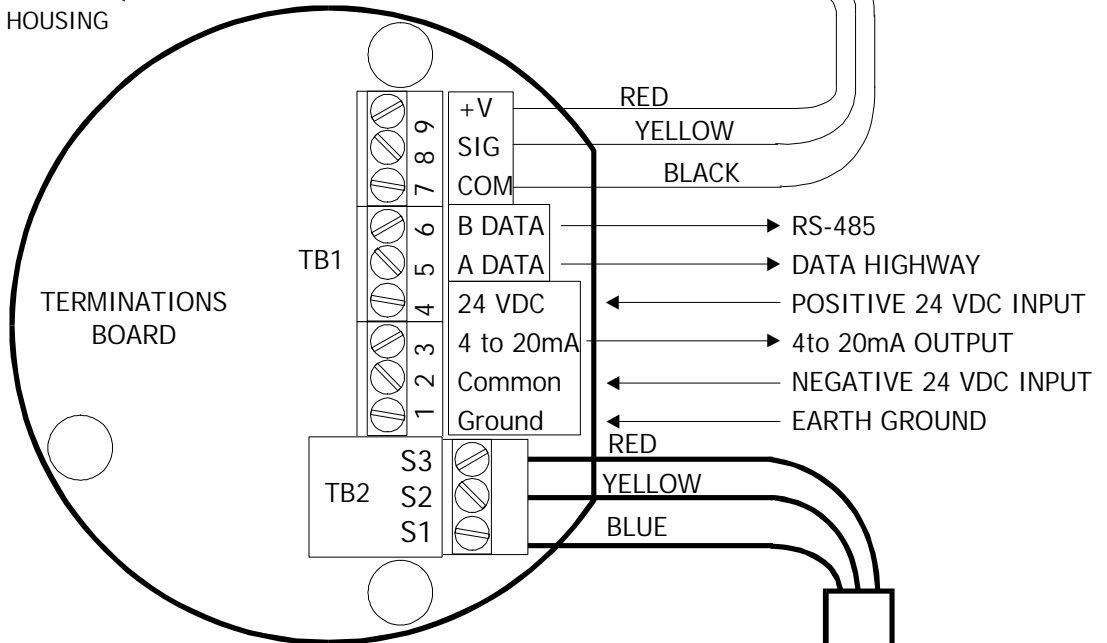 HOUSING
+V RED
SIG YELLOW
COM BLACK
B DATA RS-485
A DATA DATA HIGHWAY
24 VDC POSITIVE 24 VDC INPUT
4 to 20mA 4to 20mA OUTPUT
Common NEGATIVE 24 VDC INPUT
Ground EARTH GROUND
9
8
7
6
5
4
3
2
1
TB1
TERMINATIONS
BOARD
TB2
S3 RED
S2 YELLOW
S1 BLUE